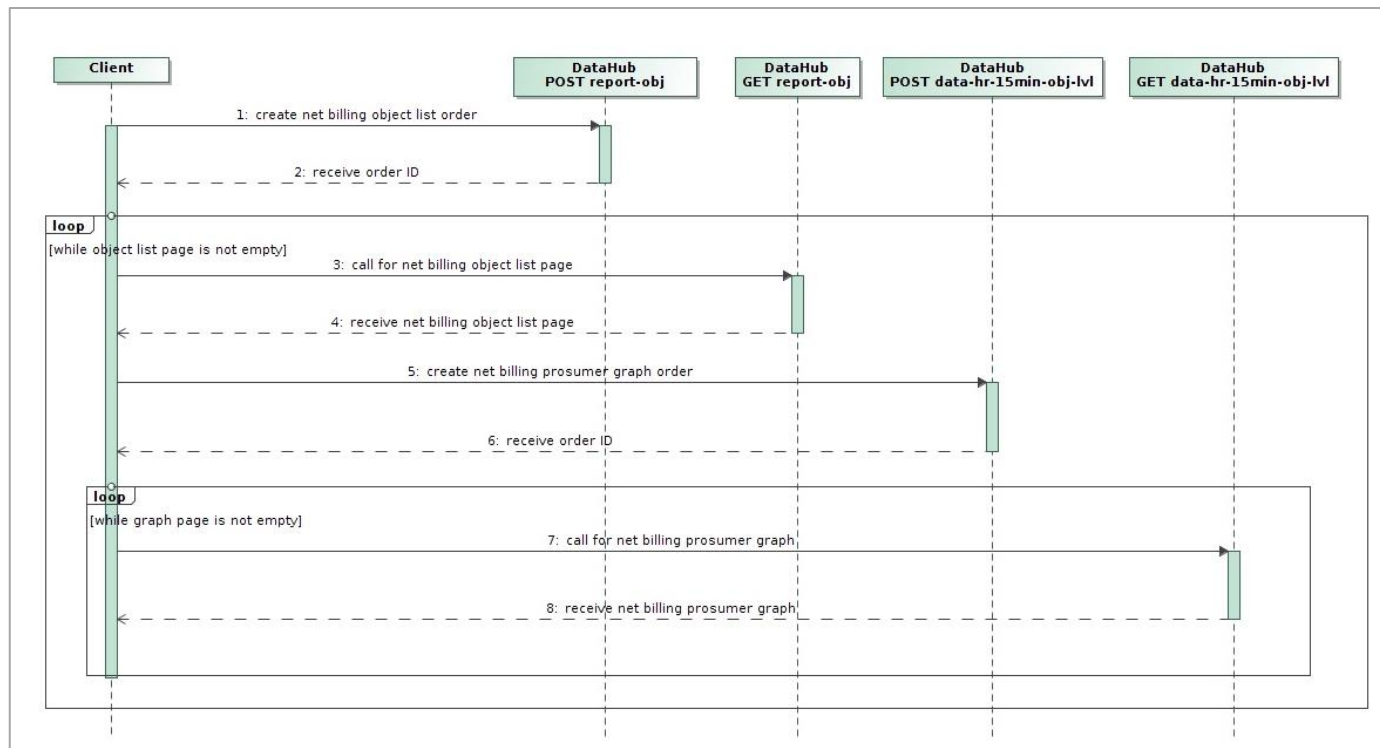 Client
DataHub
POST report-obj
DataHub
GET report-obj
DataHub
POST data-hr-15min-obj-lvl
DataHub
GET data-hr-15min-obj-lvl
1: create net billing object list order
2: receive order ID
loop
[while object list page is not empty]
3: call for net billing object list page
4: receive net billing object list page
5: create net billing prosumer graph order
6: receive order ID
loop
[while graph page is not empty]
7: call for net billing prosumer graph
8: receive net billing prosumer graph